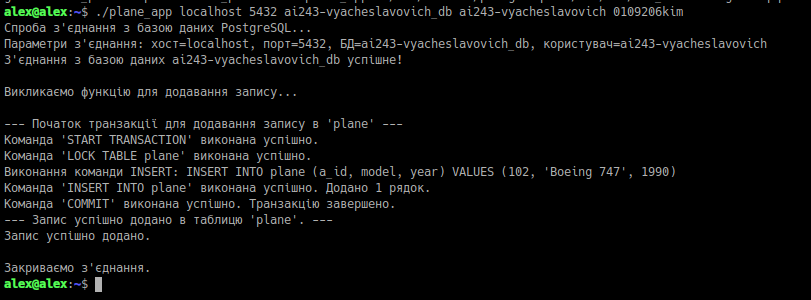 alex@alex:~$ ./plane_app localhost 5432 ai243-vyacheslavovich_db ai243-vyacheslavovich 0109206kim
Спроба з'єднання з базою даних PostgreSQL...
Параметри з'єднання: хост=localhost, порт=5432, БД=ai243-vyacheslavovich_db, користувач=ai243-vyacheslavovich
З'єднання з базою даних ai243-vyacheslavovich_db успішне!
Викликаємо функцію для додавання запису...
--- Початок транзакції для додавання запису в 'plane' ---
Команда 'START TRANSACTION' виконана успішно.
Команда 'LOCK TABLE plane' виконана успішно.
Виконання команди INSERT: INSERT INTO plane (a_id, model, year) VALUES (102, 'Boeing 747', 1990)
Команда 'INSERT INTO plane' виконана успішно. Додано 1 рядок.
Команда 'COMMIT' виконана успішно. Транзакцію завершено.
--- Запис успішно додано в таблицю 'plane'. ---
Запис успішно додано.
Закриваємо з'єднання.
alex@alex:~$